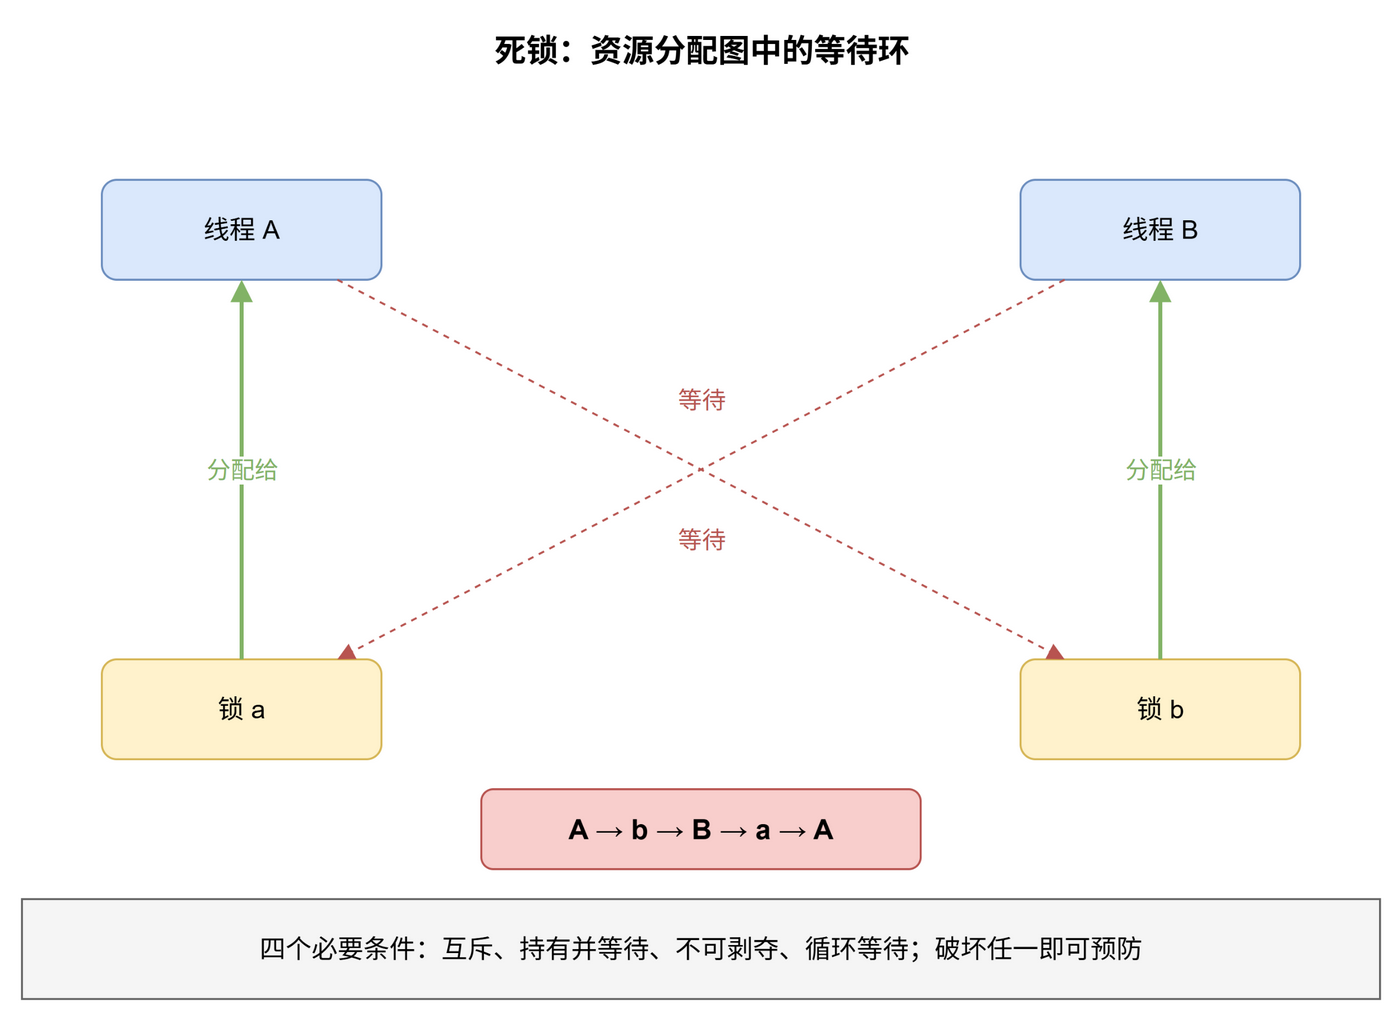 死锁：资源分配图中的等待环
线程 A
线程 B
等待
分配给
分配给
等待
锁 a
锁 b
A → b → B → a → A
四个必要条件：互斥、持有并等待、不可剥夺、循环等待；破坏任一即可预防